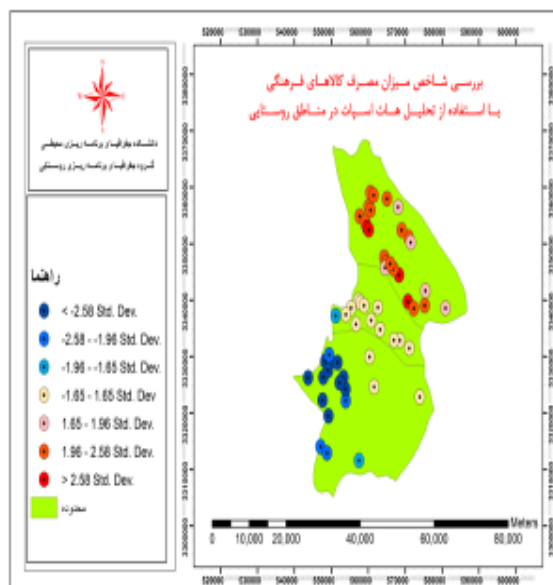 520000 530000 540000 550000 560000 570000 580000 590000 600000
بررسی شاخص میزان مصرف کالاهای فرهنگی
با استفاده از تحلیل هات اسپات در مناطق روستایی
دانشکده جغرافیا و برنامه ریزی محیطی
گروه جغرافیا و برنامه ریزی روستایی
راهنما
< -2.58 Std. Dev.
-2.58 - -1.96 Std. Dev.
-1.96 - -1.65 Std. Dev.
-1.65 - 1.65 Std. Dev
1.65 - 1.96 Std. Dev.
1.96 - 2.58 Std. Dev.
> 2.58 Std. Dev.
محدوده
Meters
0 10,000 20,000 40,000 60,000 80,000
520000 530000 540000 550000 560000 570000 580000 590000 600000